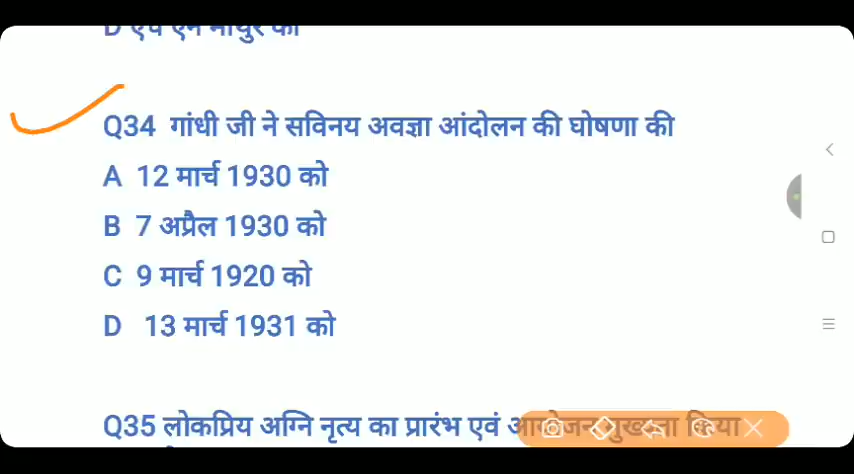 Q34 गांधी जी ने सविनय अवज्ञा आंदोलन की घोषणा की
A 12 मार्च 1930 को
B 7 अप्रैल 1930 को
C 9 मार्च 1920 को
D 13 मार्च 1931 को
Q35 लोकप्रिय अग्नि नृत्य का प्रारंभ एवं